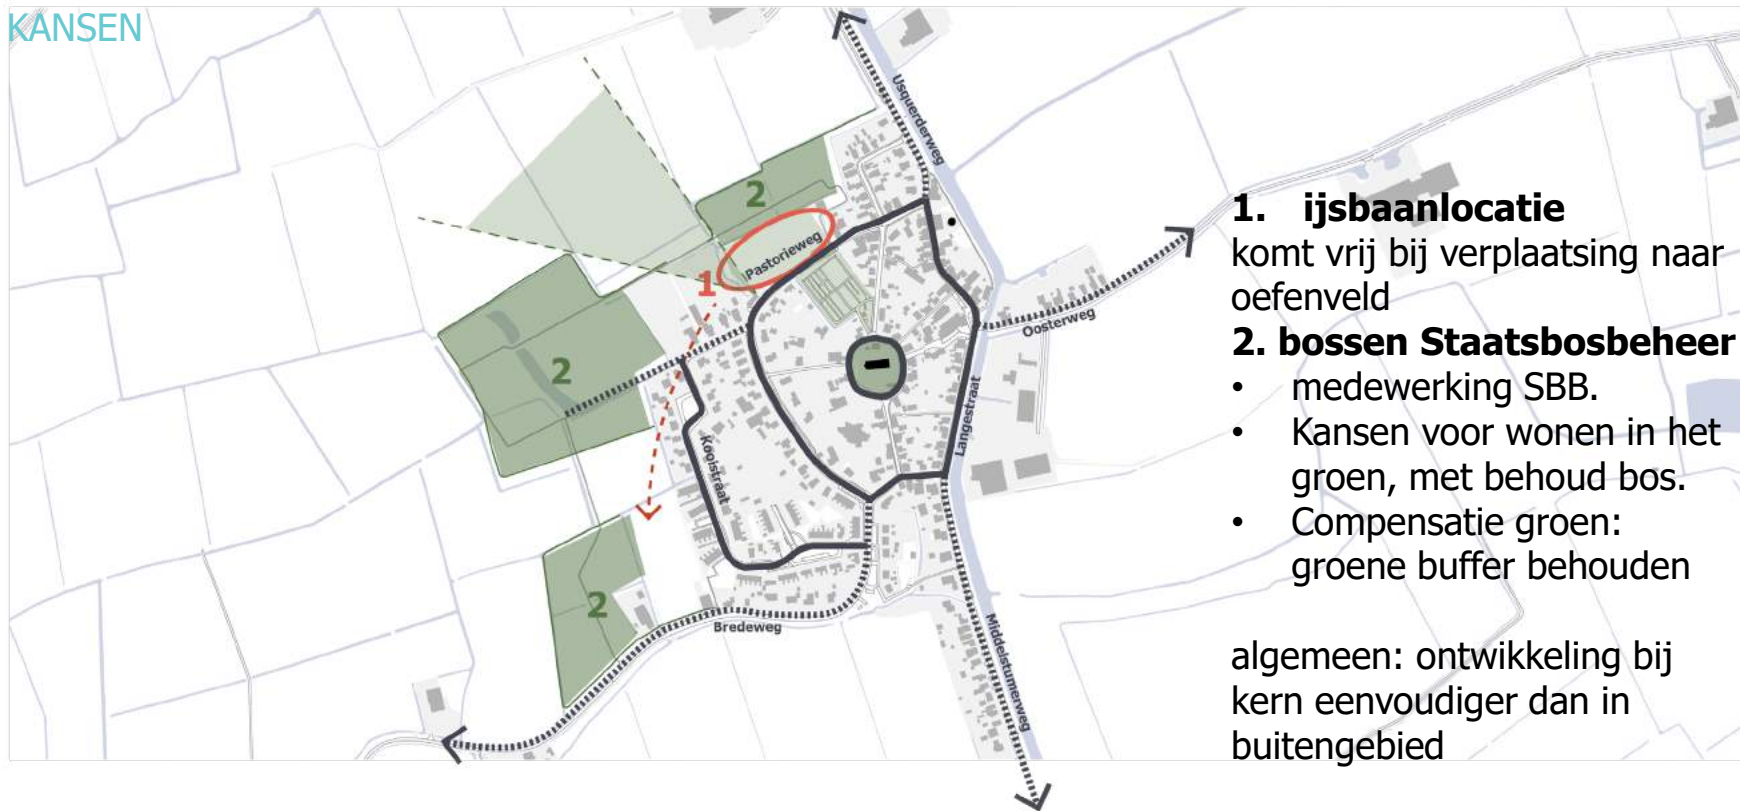 KANSEN
Usquerderweg
2
Pastorieweg
1
2
Oosterweg
Langestraat
Kooistraat
2
Bredeweg
Middelstumerweg
1. ijsbaanlocatie
komt vrij bij verplaatsing naar
oefenveld
2. bossen Staatsbosbeheer
• medewerking SBB.
• Kansen voor wonen in het
groen, met behoud bos.
• Compensatie groen:
groene buffer behouden
algemeen: ontwikkeling bij
kern eenvoudiger dan in
buitengebied